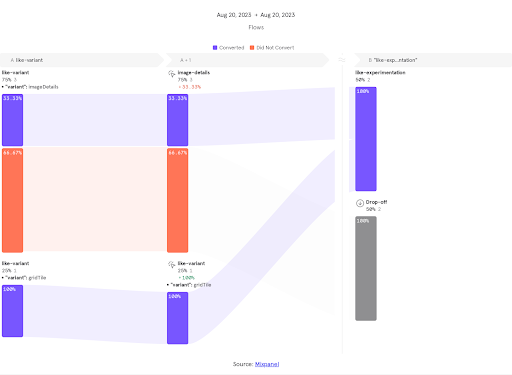 Aug 20, 2023 • Aug 20, 2023
Flows
Converted Did Not Convert
A like-variant
A + 1
B "like-exp...ntation"
like-variant
75% 3
• "variant": imageDetails
33.33%
66.67%
like-variant
25% 1
• "variant": gridTile
100%
image-details
75% 3
33.33%
33.33%
66.67%
like-variant
25% 1
100%
• "variant": gridTile
100%
like-experimentation
50% 2
100%
Drop-off
50% 2
100%
Source: Mixpanel